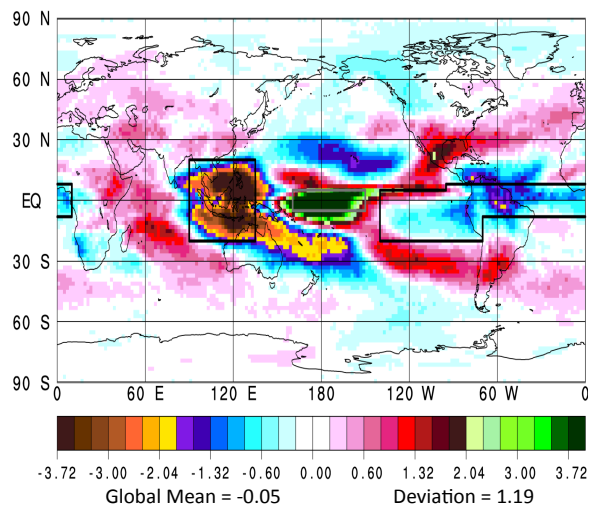 90 N
60 N
30 N
EQ
30 S
60 S
90 S
0 60 E 120 E 180 120 W 60 W 0
-3.72 -3.00 -2.04 -1.32 -0.60 0.00 0.60 1.32 2.04 3.00 3.72
Global Mean = -0.05 Deviation = 1.19